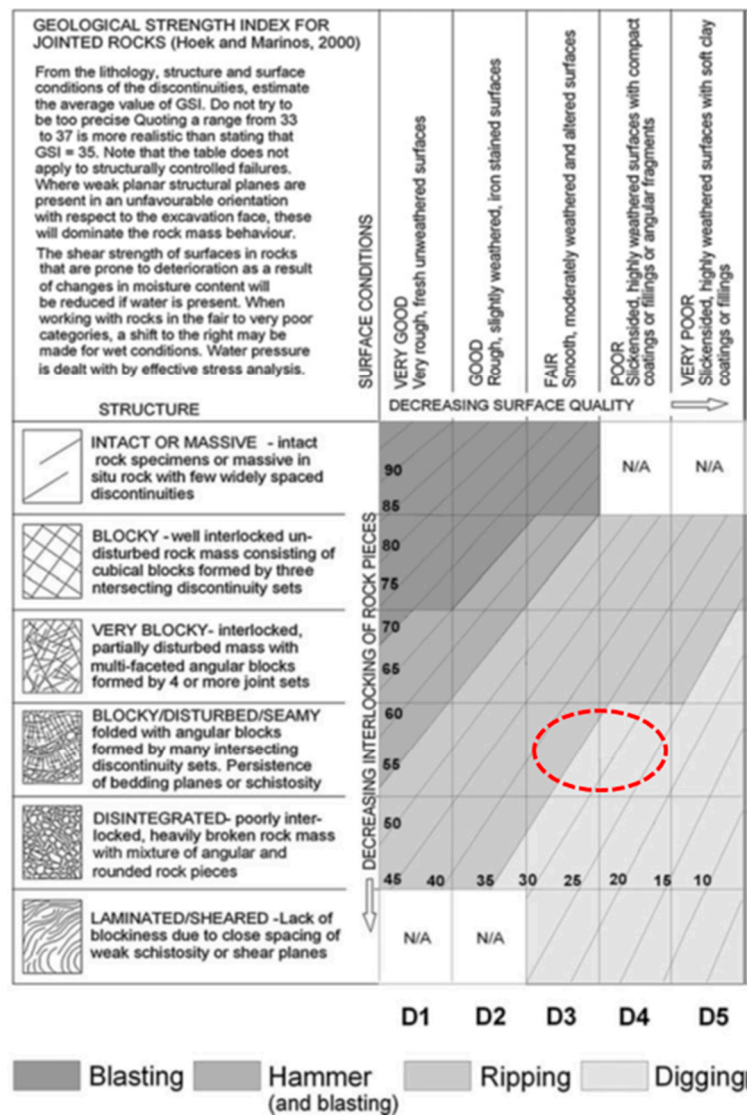 GEOLOGICAL STRENGTH INDEX FOR
JOINTED ROCKS (Hoek and Marinos, 2000)
From the lithology, structure and surface
conditions of the discontinuities, estimate
the average value of GSI. Do not try to
be too precise Quoting a range from 33
to 37 is more realistic than stating that
GSI = 35. Note that the table does not
apply to structurally controlled failures.
Where weak planar structural planes are
present in an unfavourable orientation
with respect to the excavation face, these
will dominate the rock mass behaviour.
The shear strength of surfaces in rocks
that are prone to deterioration as a result
of changes in moisture content will
be reduced if water is present. When
working with rocks in the fair to very poor
categories, a shift to the right may be
made for wet conditions. Water pressure
is dealt with by effective stress analysis.
SURFACE CONDITIONS
VERY GOOD
Very rough, fresh unweathered surfaces
GOOD
Rough, slightly weathered, iron stained surfaces
FAIR
Smooth, moderately weathered and altered surfaces
POOR
Slickensided, highly weathered surfaces with compact
coatings or fillings or angular fragments
VERY POOR
Slickensided, highly weathered surfaces with soft clay
coatings or fillings
STRUCTURE
DECREASING SURFACE QUALITY
DECREASING INTERLOCKING OF ROCK PIECES
INTACT OR MASSIVE - intact
rock specimens or massive in
situ rock with few widely spaced
discontinuities
90
85
N/A
N/A
BLOCKY - well interlocked un-
disturbed rock mass consisting of
cubical blocks formed by three
ntersecting discontinuity sets
80
75
VERY BLOCKY- interlocked,
partially disturbed mass with
multi-faceted angular blocks
formed by 4 or more joint sets
70
65
BLOCKY/DISTURBED/SEAMY
folded with angular blocks
formed by many intersecting
discontinuity sets. Persistence
of bedding planes or schistosity
60
55
DISINTEGRATED- poorly inter-
locked, heavily broken rock mass
with mixture of angular and
rounded rock pieces
50
45 40 35 30 25 20 15 10
LAMINATED/SHEARED -Lack of
blockiness due to close spacing of
weak schistosity or shear planes
N/A
N/A
D1 D2 D3 D4 D5
Blasting
Hammer
(and blasting)
Ripping
Digging